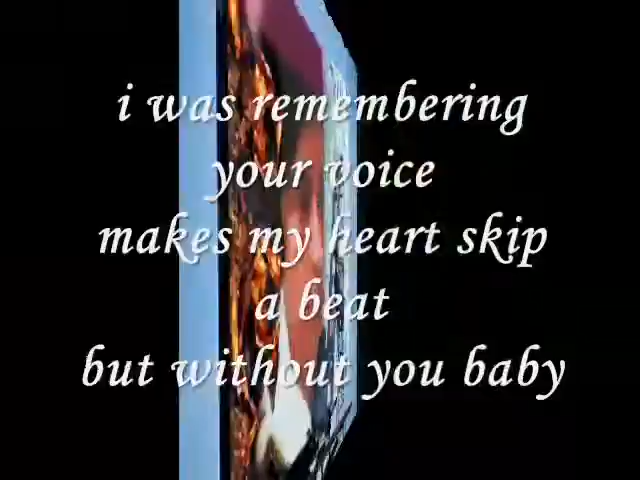 i was remembering
your voice
makes my heart skip
a beat
but without you baby